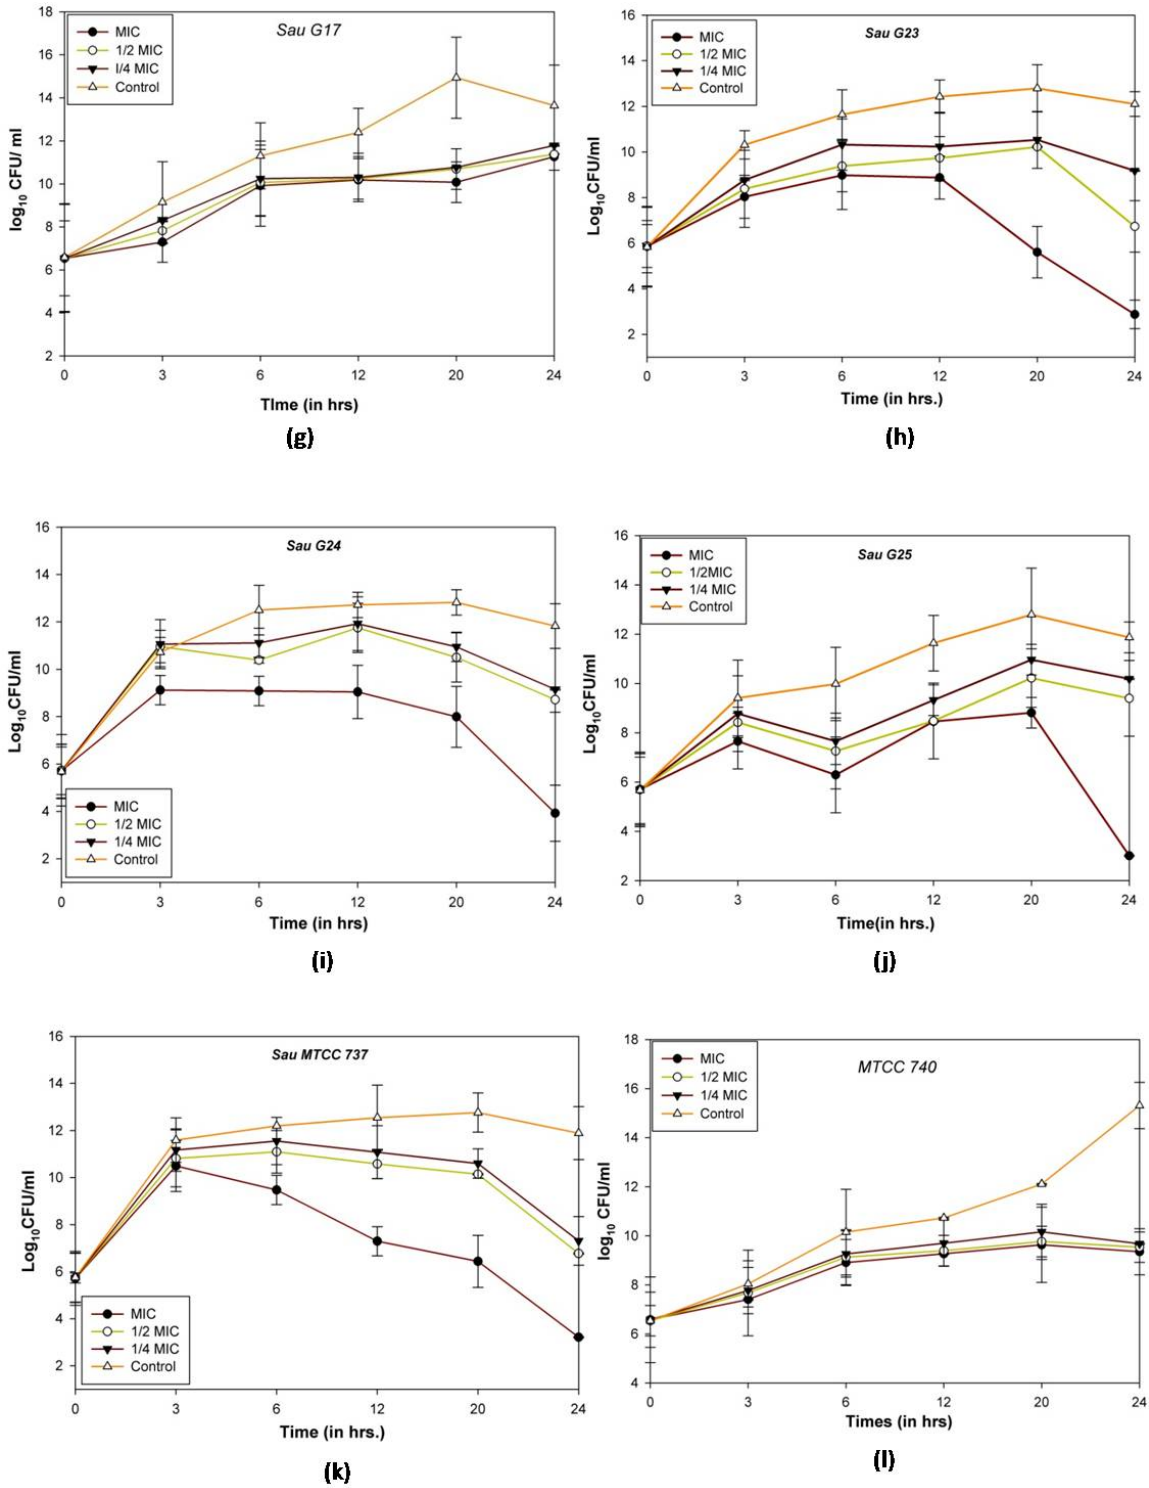 Sau G17
MIC
1/2 MIC
I/4 MIC
Control
18
16
14
12
10
8
6
4
2
log10 CFU/ ml
0 3 6 12 20 24
TIme (in hrs)
(g)
Sau G23
MIC
1/2 MIC
1/4 MIC
Control
16
14
12
10
8
6
4
2
Log10CFU/ml
0 3 6 12 20 24
Time (in hrs.)
(h)
Sau G24
16
14
12
10
8
6
4
2
Log10CFU/ml
MIC
1/2 MIC
1/4 MIC
Control
0 3 6 12 20 24
Time (in hrs)
(i)
Sau G25
MIC
1/2MIC
1/4 MIC
Control
16
14
12
10
8
6
4
2
Log10CFU/ml
0 3 6 12 20 24
Time(in hrs.)
(j)
Sau MTCC 737
16
14
12
10
8
6
4
2
Log10CFU/ml
MIC
1/2 MIC
1/4 MIC
Control
0 3 6 12 20 24
Time (in hrs.)
(k)
MTCC 740
MIC
1/2 MIC
1/4 MIC
Control
18
16
14
12
10
8
6
4
log10 CFU/ml
0 3 6 12 20 24
Times (in hrs)
(l)